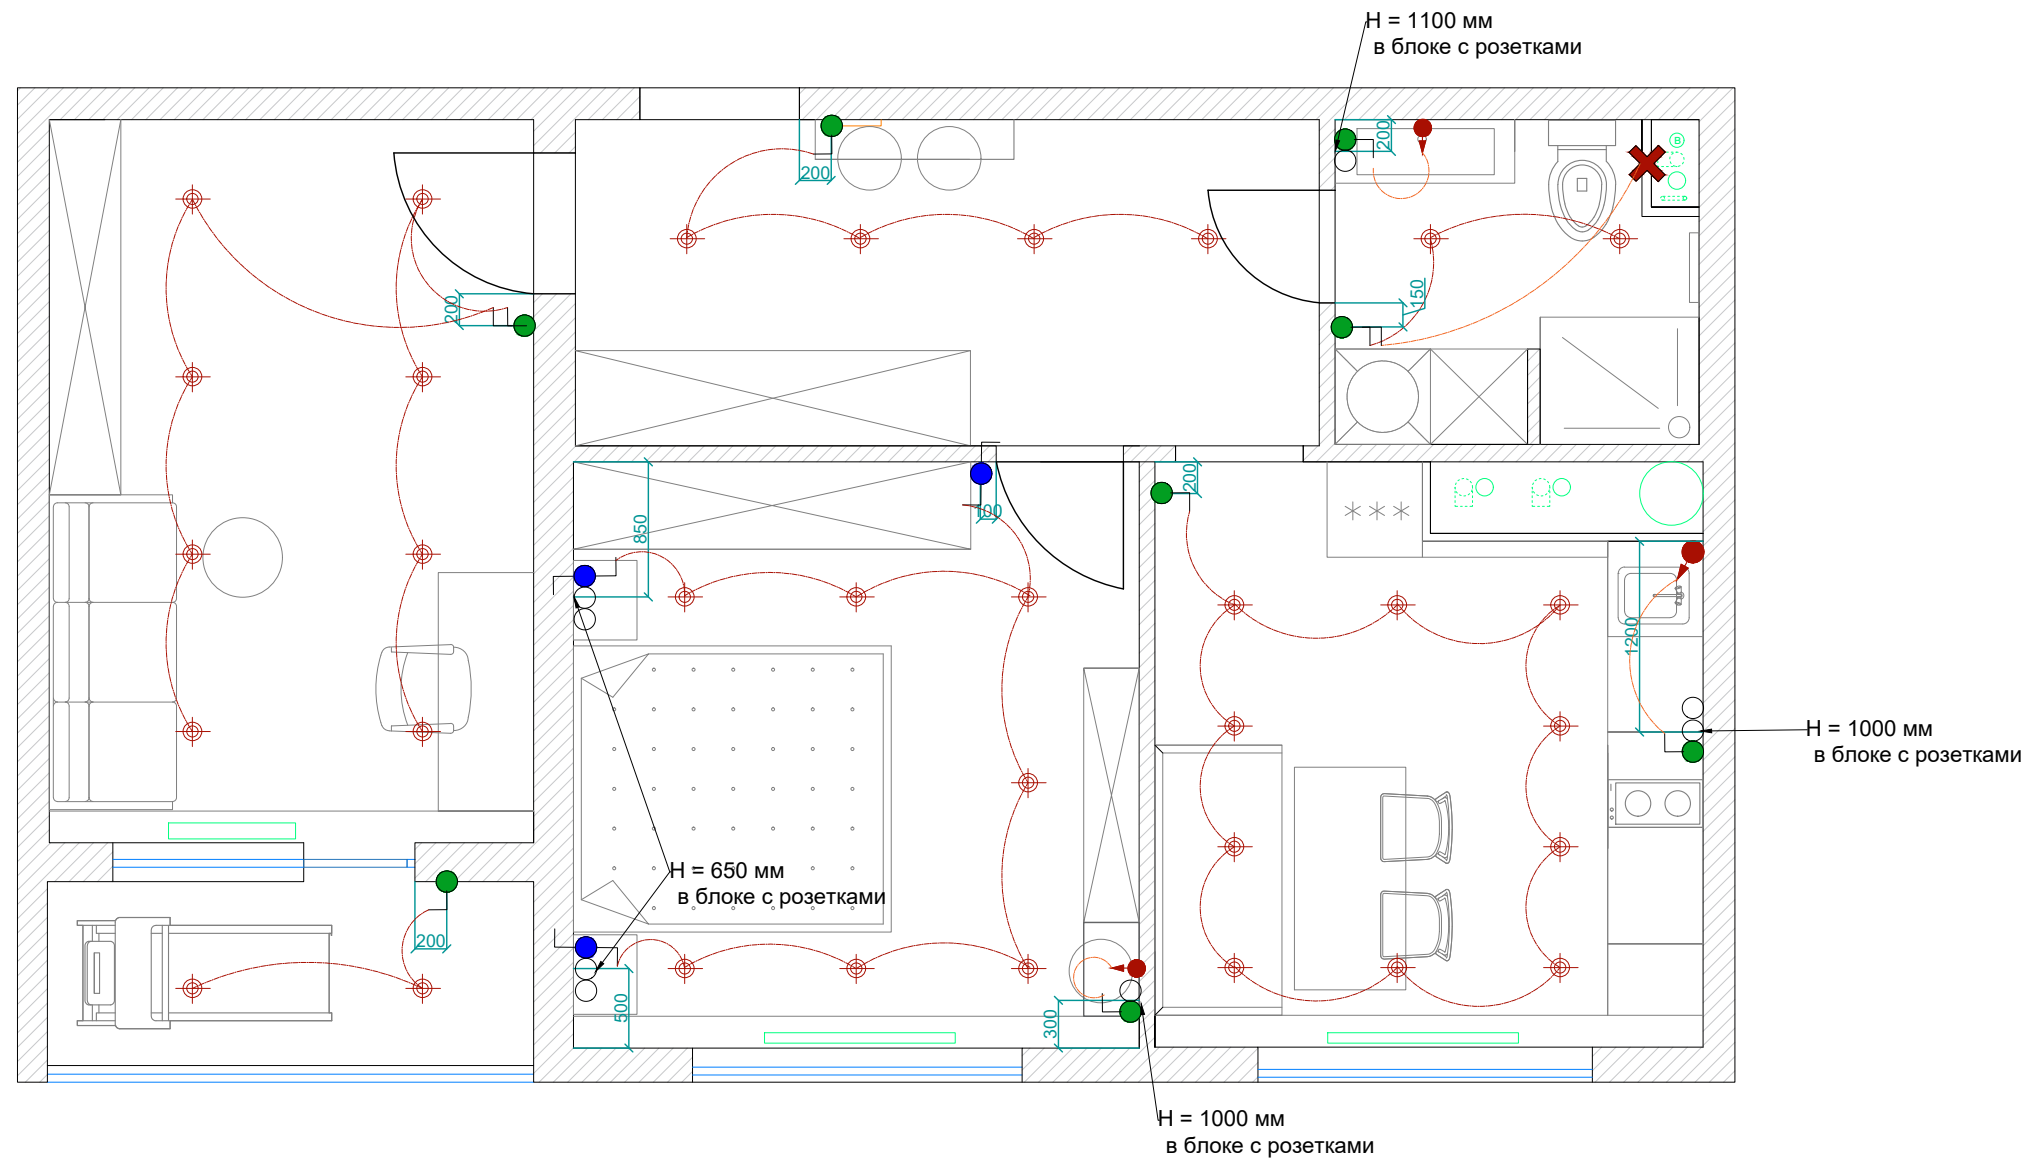 H = 1100 мм
в блоке с розетками
200
200
В
200
150
200
100
850
1200
H = 1000 мм
в блоке с розетками
H = 650 мм
в блоке с розетками
200
500
300
H = 1000 мм
в блоке с розетками